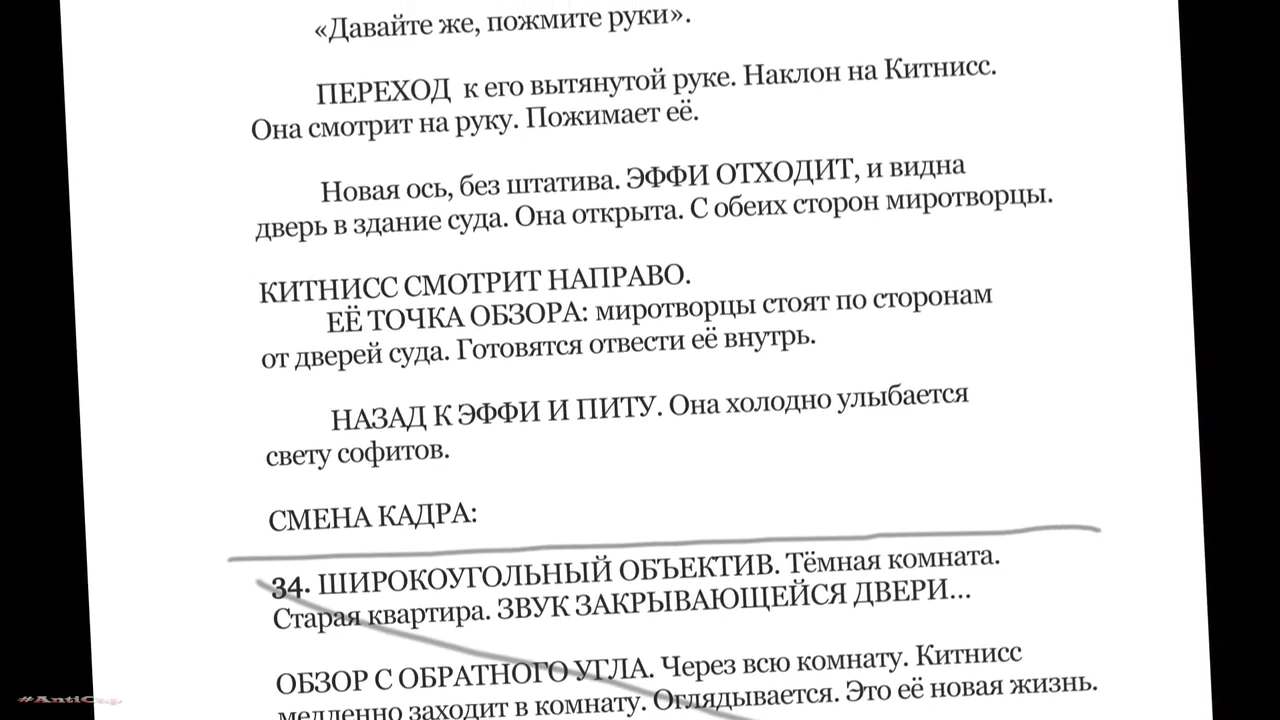 «Давайте же, пожмите руки».
ПЕРЕХОД к его вытянутой руке. Наклон на Китнисс.
Она смотрит на руку. Пожимает её.
Новая ось, без штатива. ЭФФИ ОТХОДИТ, и видна
дверь в здание суда. Она открыта. С обеих сторон миротворцы.
КИТНИСС СМОТРИТ НАПРАВО.
ЕЁ ТОЧКА ОБЗОРА: миротворцы стоят по сторонам
от дверей суда. Готовятся отвести её внутрь.
НАЗАД К ЭФФИ И ПИТУ. Она холодно улыбается
свету софитов.
СМЕНА КАДРА:
34. ШИРОКОУГОЛЬНЫЙ ОБЪЕКТИВ. Тёмная комната.
Старая квартира. ЗВУК ЗАКРЫВАЮЩЕЙСЯ ДВЕРИ...
ОБЗОР С ОБРАТНОГО УГЛА. Через всю комнату. Китнисс
медленно заходит в комнату. Оглядывается. Это её новая жизнь.